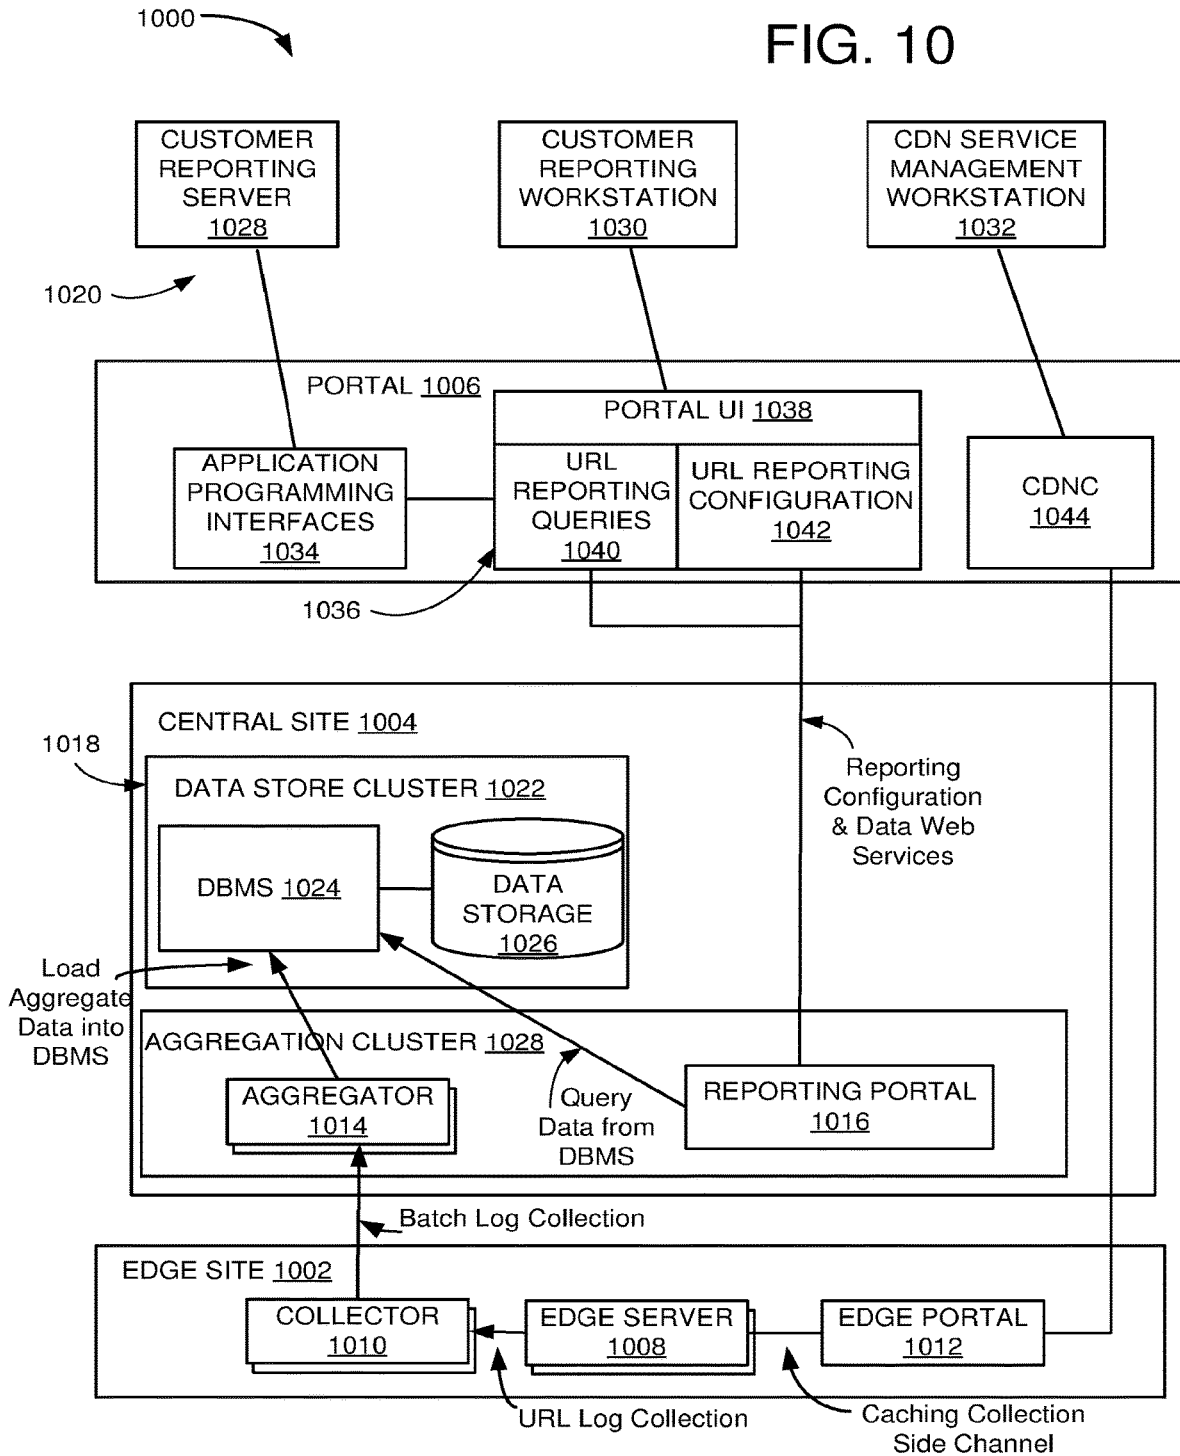 1000
FIG. 10
CUSTOMER
REPORTING
SERVER
1028
CUSTOMER
REPORTING
WORKSTATION
1030
CDN SERVICE
MANAGEMENT
WORKSTATION
1032
1020
PORTAL 1006
PORTAL UI 1038
APPLICATION
PROGRAMMING
INTERFACES
1034
URL
REPORTING
QUERIES
1040
URL REPORTING
CONFIGURATION
1042
CDNC
1044
1036
CENTRAL SITE 1004
1018
DATA STORE CLUSTER 1022
DBMS 1024
DATA
STORAGE
1026
Reporting
Configuration
& Data Web
Services
Load
Aggregate
Data into
DBMS
AGGREGATION CLUSTER 1028
AGGREGATOR
1014
Query
Data from
DBMS
REPORTING PORTAL
1016
Batch Log Collection
EDGE SITE 1002
COLLECTOR
1010
EDGE SERVER
1008
EDGE PORTAL
1012
URL Log Collection
Caching Collection
Side Channel